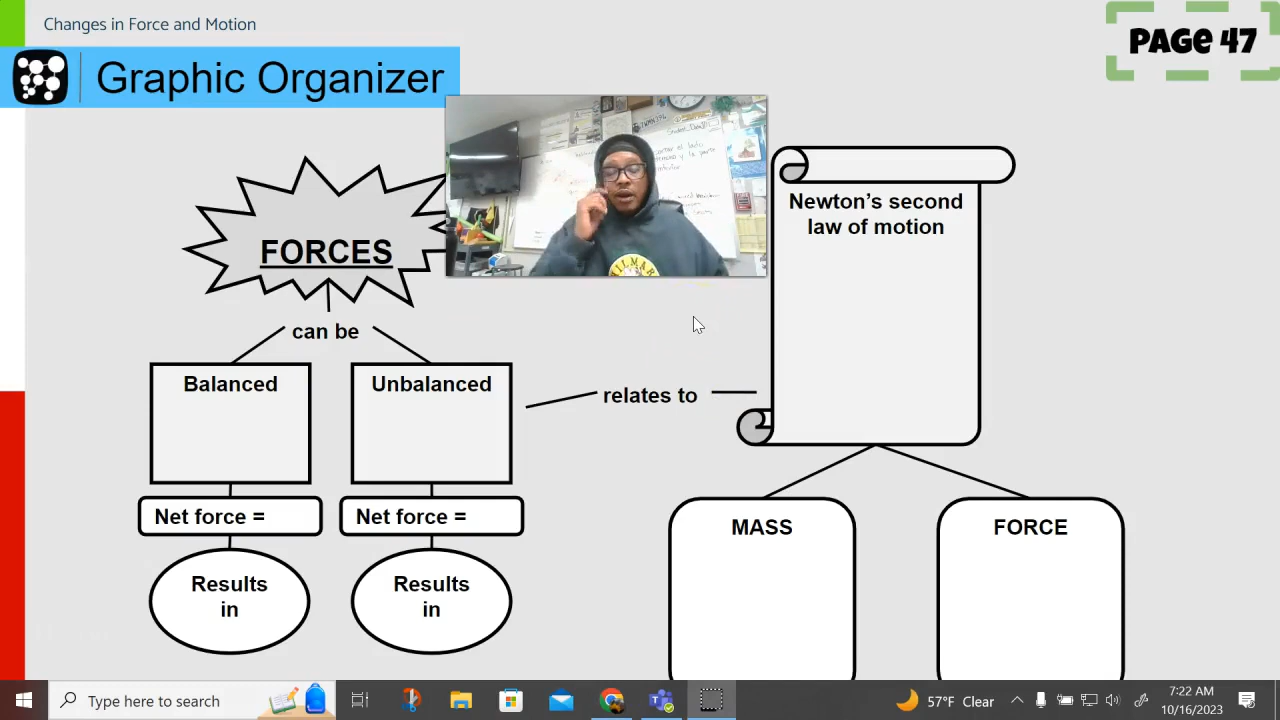 Changes in Force and Motion
PAGE 47
Graphic Organizer
FORCES
can be
Balanced
Unbalanced
relates to
Newton's second
law of motion
Net force =
Net force =
Results
in
Results
in
MASS
FORCE
Type here to search
57°F Clear
7:22 AM
10/16/2023